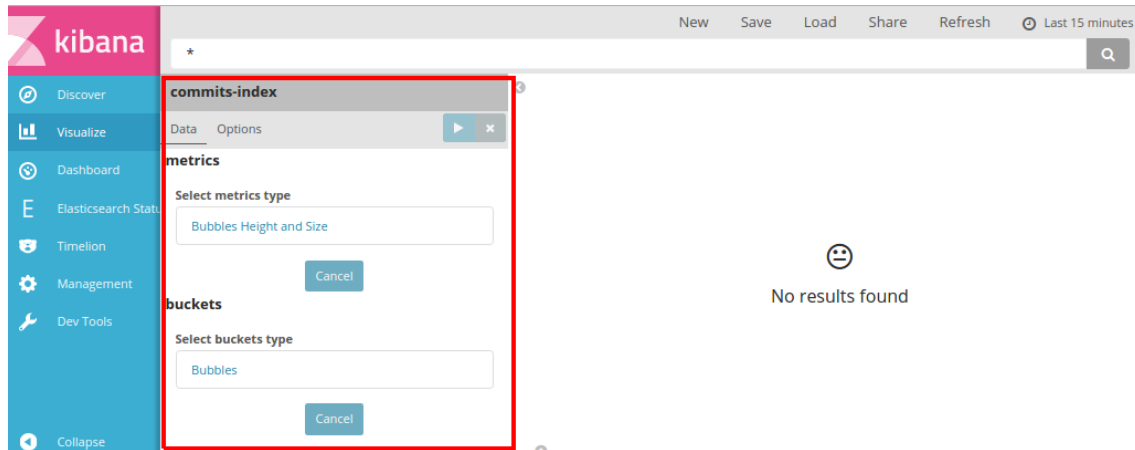 New Save Load Share Refresh Last 15 minutes
kibana
*
Discover
Visualize
Dashboard
Elasticsearch Statu
Timelion
Management
Dev Tools
Collapse
commits-index
Data Options
metrics
Select metrics type
Bubbles Height and Size
Cancel
buckets
Select buckets type
Bubbles
Cancel
No results found